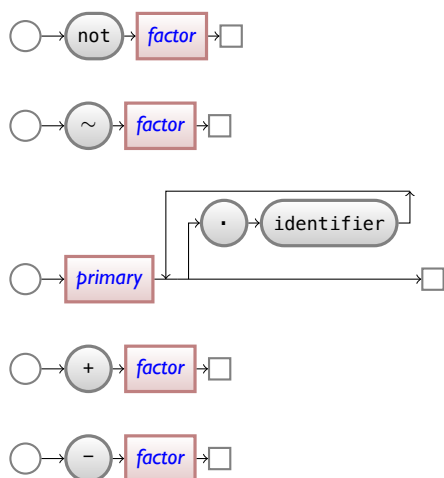 not factor
~ factor
. identifier
primary
+ factor
- factor